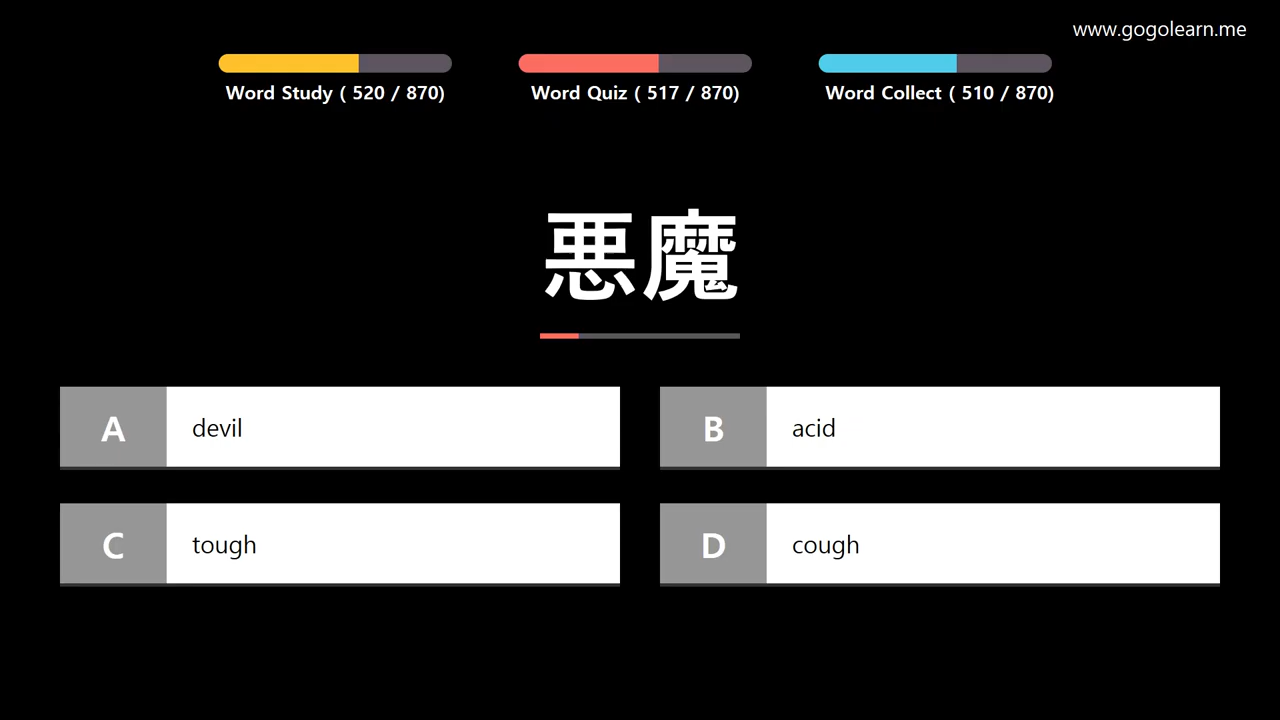 www.gogolearn.me
Word Study ( 520 / 870)
Word Quiz ( 517 / 870)
Word Collect ( 510 / 870)
悪魔
A devil
B acid
C tough
D cough